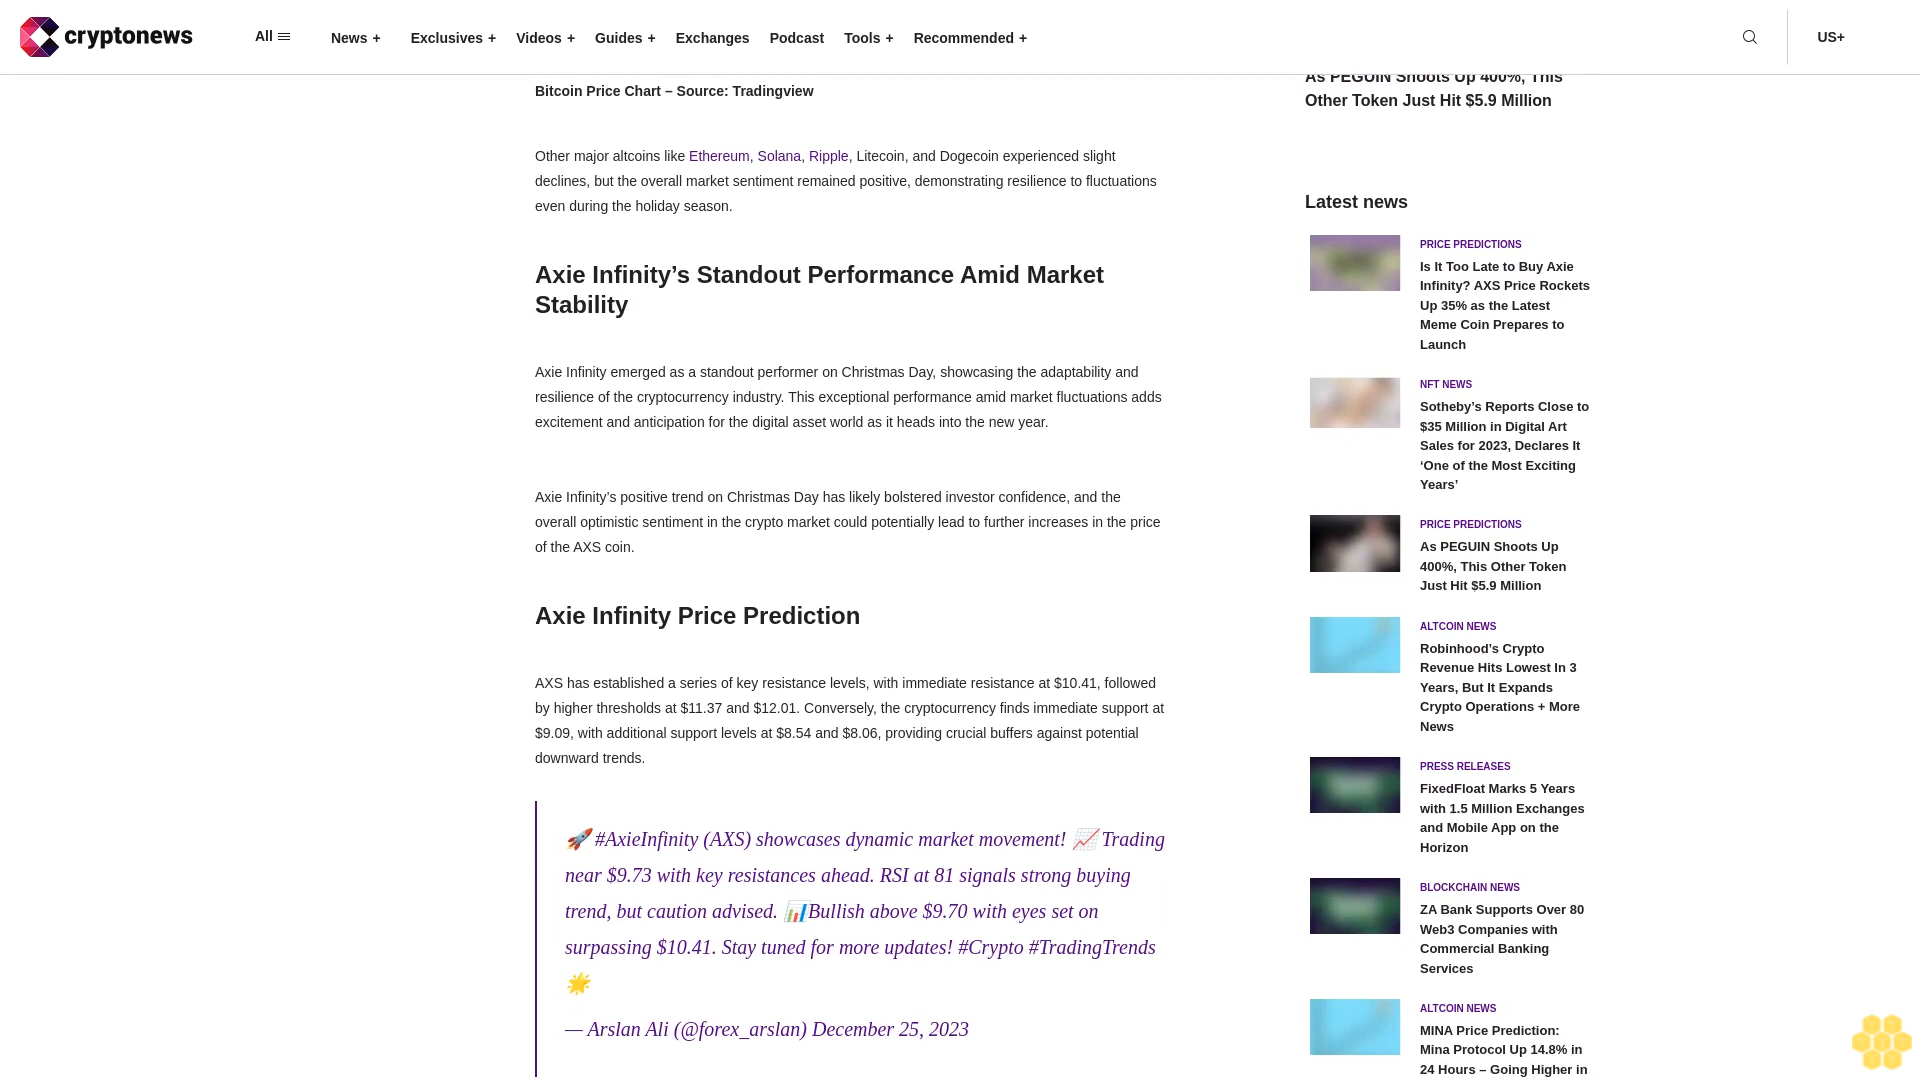 cryptonews
All
News +
Exclusives +
Videos +
Guides +
Exchanges
Podcast
Tools +
Recommended +
US+
Bitcoin Price Chart – Source: Tradingview
Other major altcoins like Ethereum, Solana, Ripple, Litecoin, and Dogecoin experienced slight
declines, but the overall market sentiment remained positive, demonstrating resilience to fluctuations
even during the holiday season.
Axie Infinity’s Standout Performance Amid Market
Stability
Axie Infinity emerged as a standout performer on Christmas Day, showcasing the adaptability and
resilience of the cryptocurrency industry. This exceptional performance amid market fluctuations adds
excitement and anticipation for the digital asset world as it heads into the new year.
Axie Infinity’s positive trend on Christmas Day has likely bolstered investor confidence, and the
overall optimistic sentiment in the crypto market could potentially lead to further increases in the price
of the AXS coin.
Axie Infinity Price Prediction
AXS has established a series of key resistance levels, with immediate resistance at $10.41, followed
by higher thresholds at $11.37 and $12.01. Conversely, the cryptocurrency finds immediate support at
$9.09, with additional support levels at $8.54 and $8.06, providing crucial buffers against potential
downward trends.
🚀 #AxieInfinity (AXS) showcases dynamic market movement! 📈 Trading
near $9.73 with key resistances ahead. RSI at 81 signals strong buying
trend, but caution advised. 📊Bullish above $9.70 with eyes set on
surpassing $10.41. Stay tuned for more updates! #Crypto #TradingTrends
🌟
— Arslan Ali (@forex_arslan) December 25, 2023
As PEGUIN Shoots Up 400%, This
Other Token Just Hit $5.9 Million
Latest news
PRICE PREDICTIONS
Is It Too Late to Buy Axie
Infinity? AXS Price Rockets
Up 35% as the Latest
Meme Coin Prepares to
Launch
NFT NEWS
Sotheby’s Reports Close to
$35 Million in Digital Art
Sales for 2023, Declares It
‘One of the Most Exciting
Years’
PRICE PREDICTIONS
As PEGUIN Shoots Up
400%, This Other Token
Just Hit $5.9 Million
ALTCOIN NEWS
Robinhood’s Crypto
Revenue Hits Lowest In 3
Years, But It Expands
Crypto Operations + More
News
PRESS RELEASES
FixedFloat Marks 5 Years
with 1.5 Million Exchanges
and Mobile App on the
Horizon
BLOCKCHAIN NEWS
ZA Bank Supports Over 80
Web3 Companies with
Commercial Banking
Services
ALTCOIN NEWS
MINA Price Prediction:
Mina Protocol Up 14.8% in
24 Hours – Going Higher in